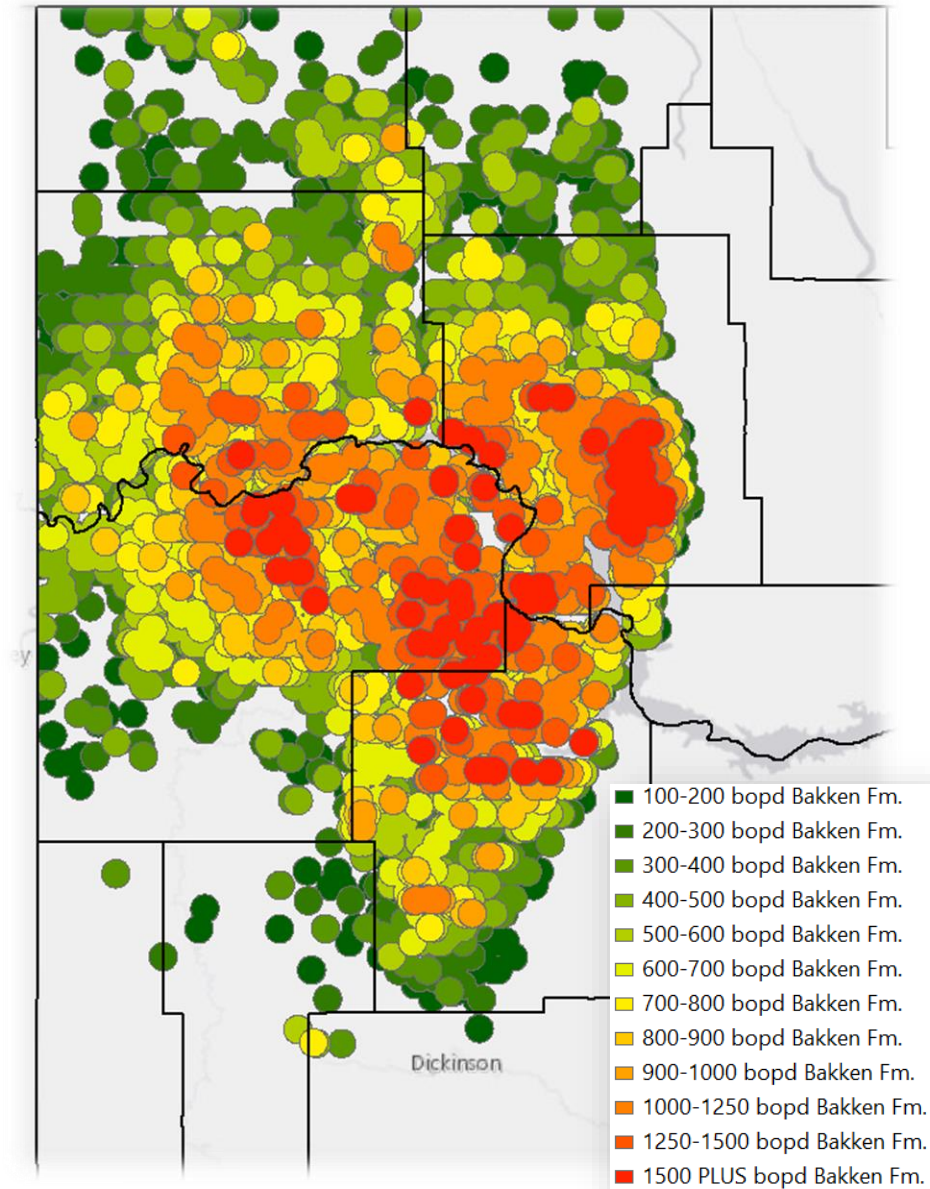 ey
Dickinson
100-200 bopd Bakken Fm.
200-300 bopd Bakken Fm.
300-400 bopd Bakken Fm.
400-500 bopd Bakken Fm.
500-600 bopd Bakken Fm.
600-700 bopd Bakken Fm.
700-800 bopd Bakken Fm.
800-900 bopd Bakken Fm.
900-1000 bopd Bakken Fm.
1000-1250 bopd Bakken Fm.
1250-1500 bopd Bakken Fm.
1500 PLUS bopd Bakken Fm.